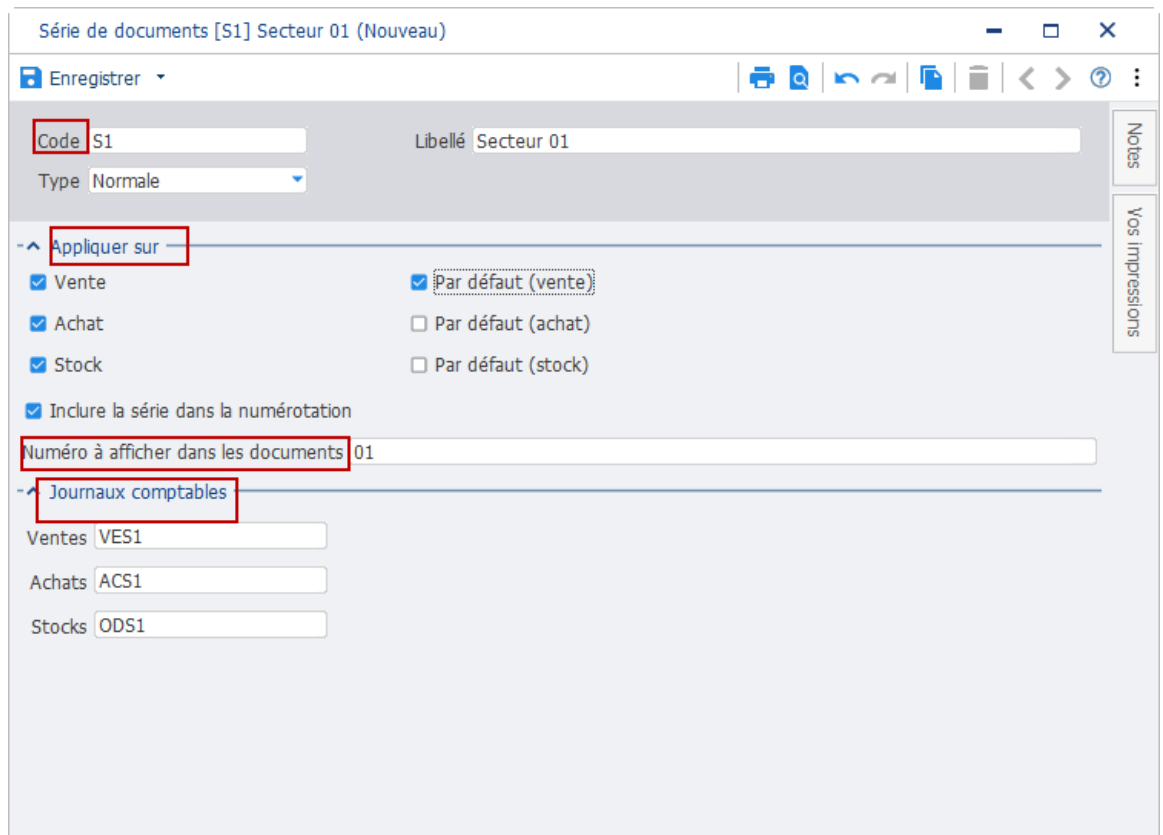 Série de documents [S1] Secteur 01 (Nouveau)
Enregistrer
Code S1 Libellé Secteur 01
Type Normale
Notes
Vos impressions
Appliquer sur
Vente Par défaut (vente)
Achat Par défaut (achat)
Stock Par défaut (stock)
Inclure la série dans la numérotation
Numéro à afficher dans les documents 01
Journaux comptables
Ventes VES1
Achats ACS1
Stocks ODS1